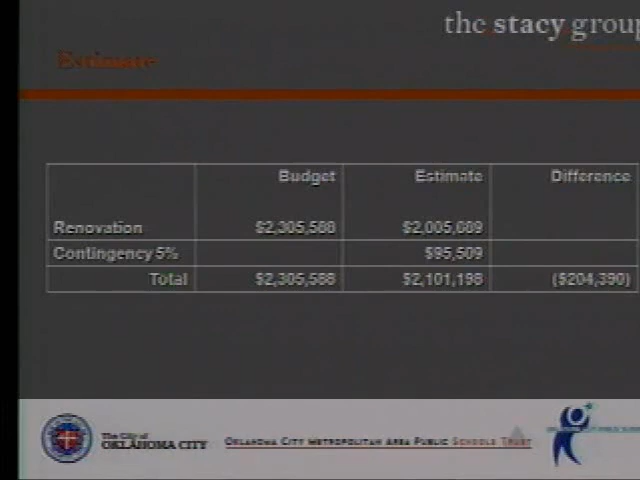 the stacy group
Estimate
Budget Estimate Difference
Renovation $2,305,588 $2,005,689
Contingency 5% $95,509
Total $2,305,588 $2,101,198 ($204,390)
The City of
OKLAHOMA CITY
OKLAHOMA CITY METROPOLITAN AREA PUBLIC SCHOOLS TRUST